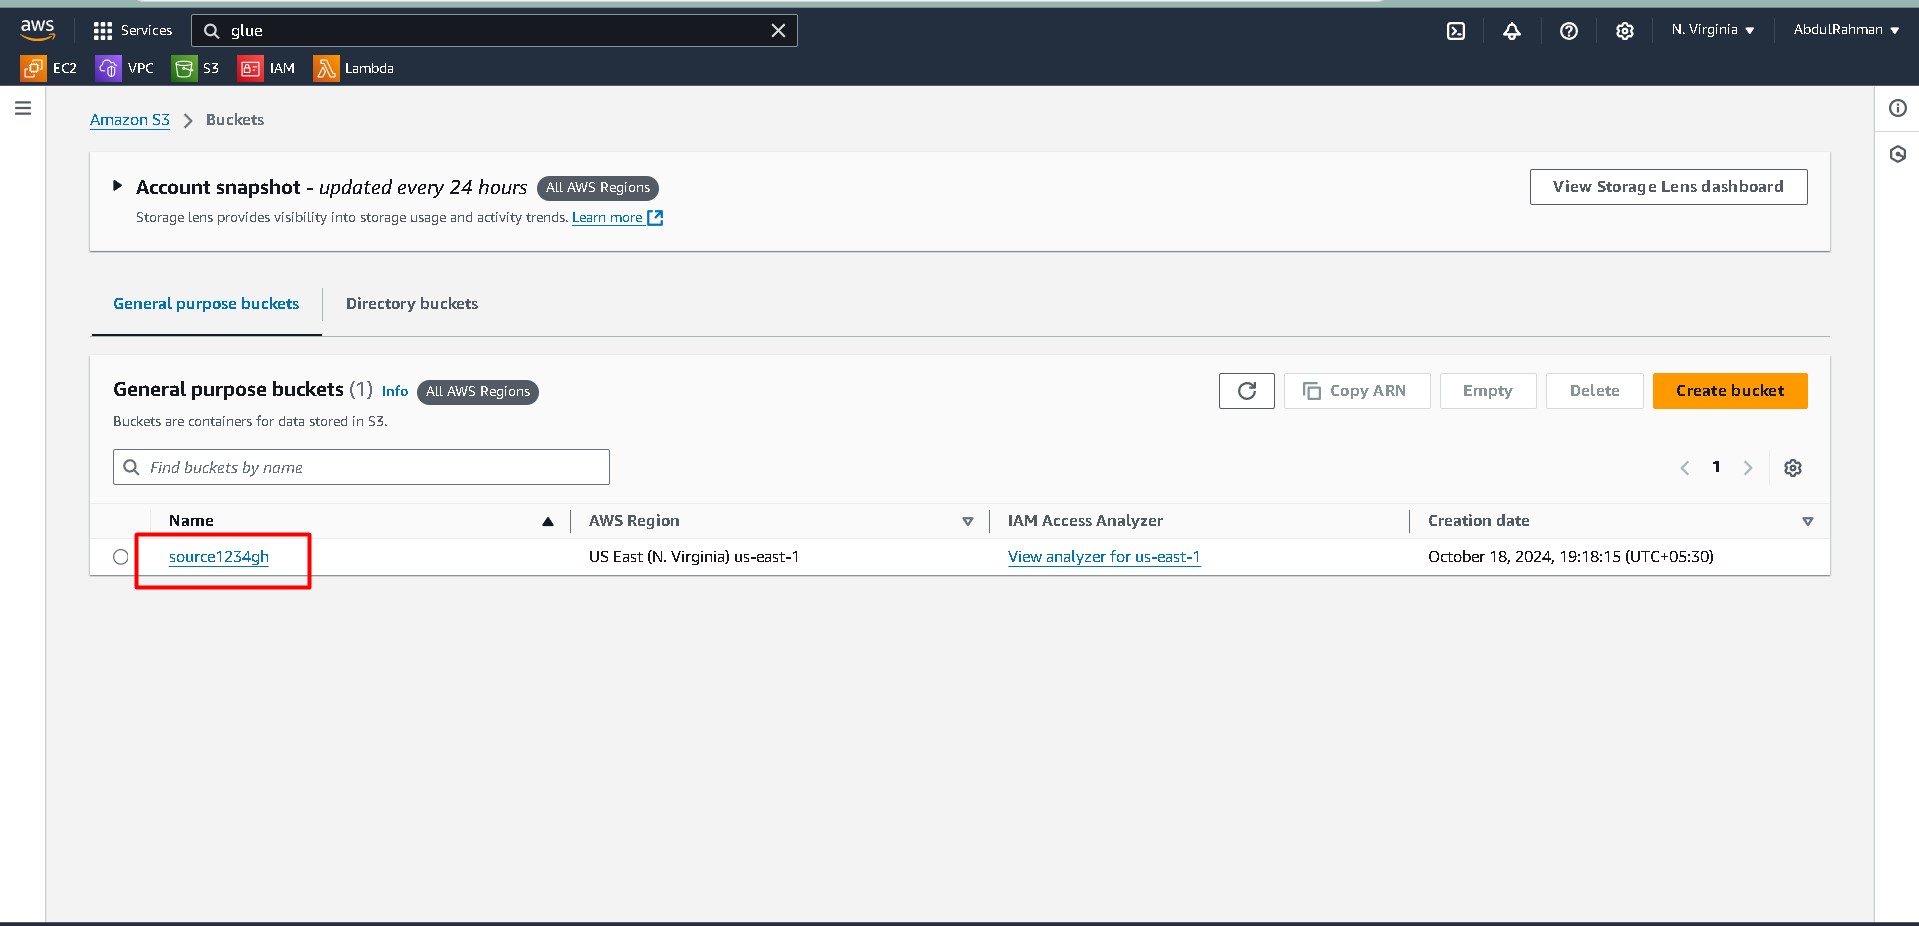 aws Services glue N. Virginia AbdulRahman
EC2 VPC S3 IAM Lambda
Amazon S3 > Buckets
Account snapshot - updated every 24 hours All AWS Regions View Storage Lens dashboard
Storage lens provides visibility into storage usage and activity trends. Learn more
General purpose buckets Directory buckets
General purpose buckets (1) Info All AWS Regions Copy ARN Empty Delete Create bucket
Buckets are containers for data stored in S3.
Find buckets by name 1
Name AWS Region IAM Access Analyzer Creation date
source1234gh US East (N. Virginia) us-east-1 View analyzer for us-east-1 October 18, 2024, 19:18:15 (UTC+05:30)